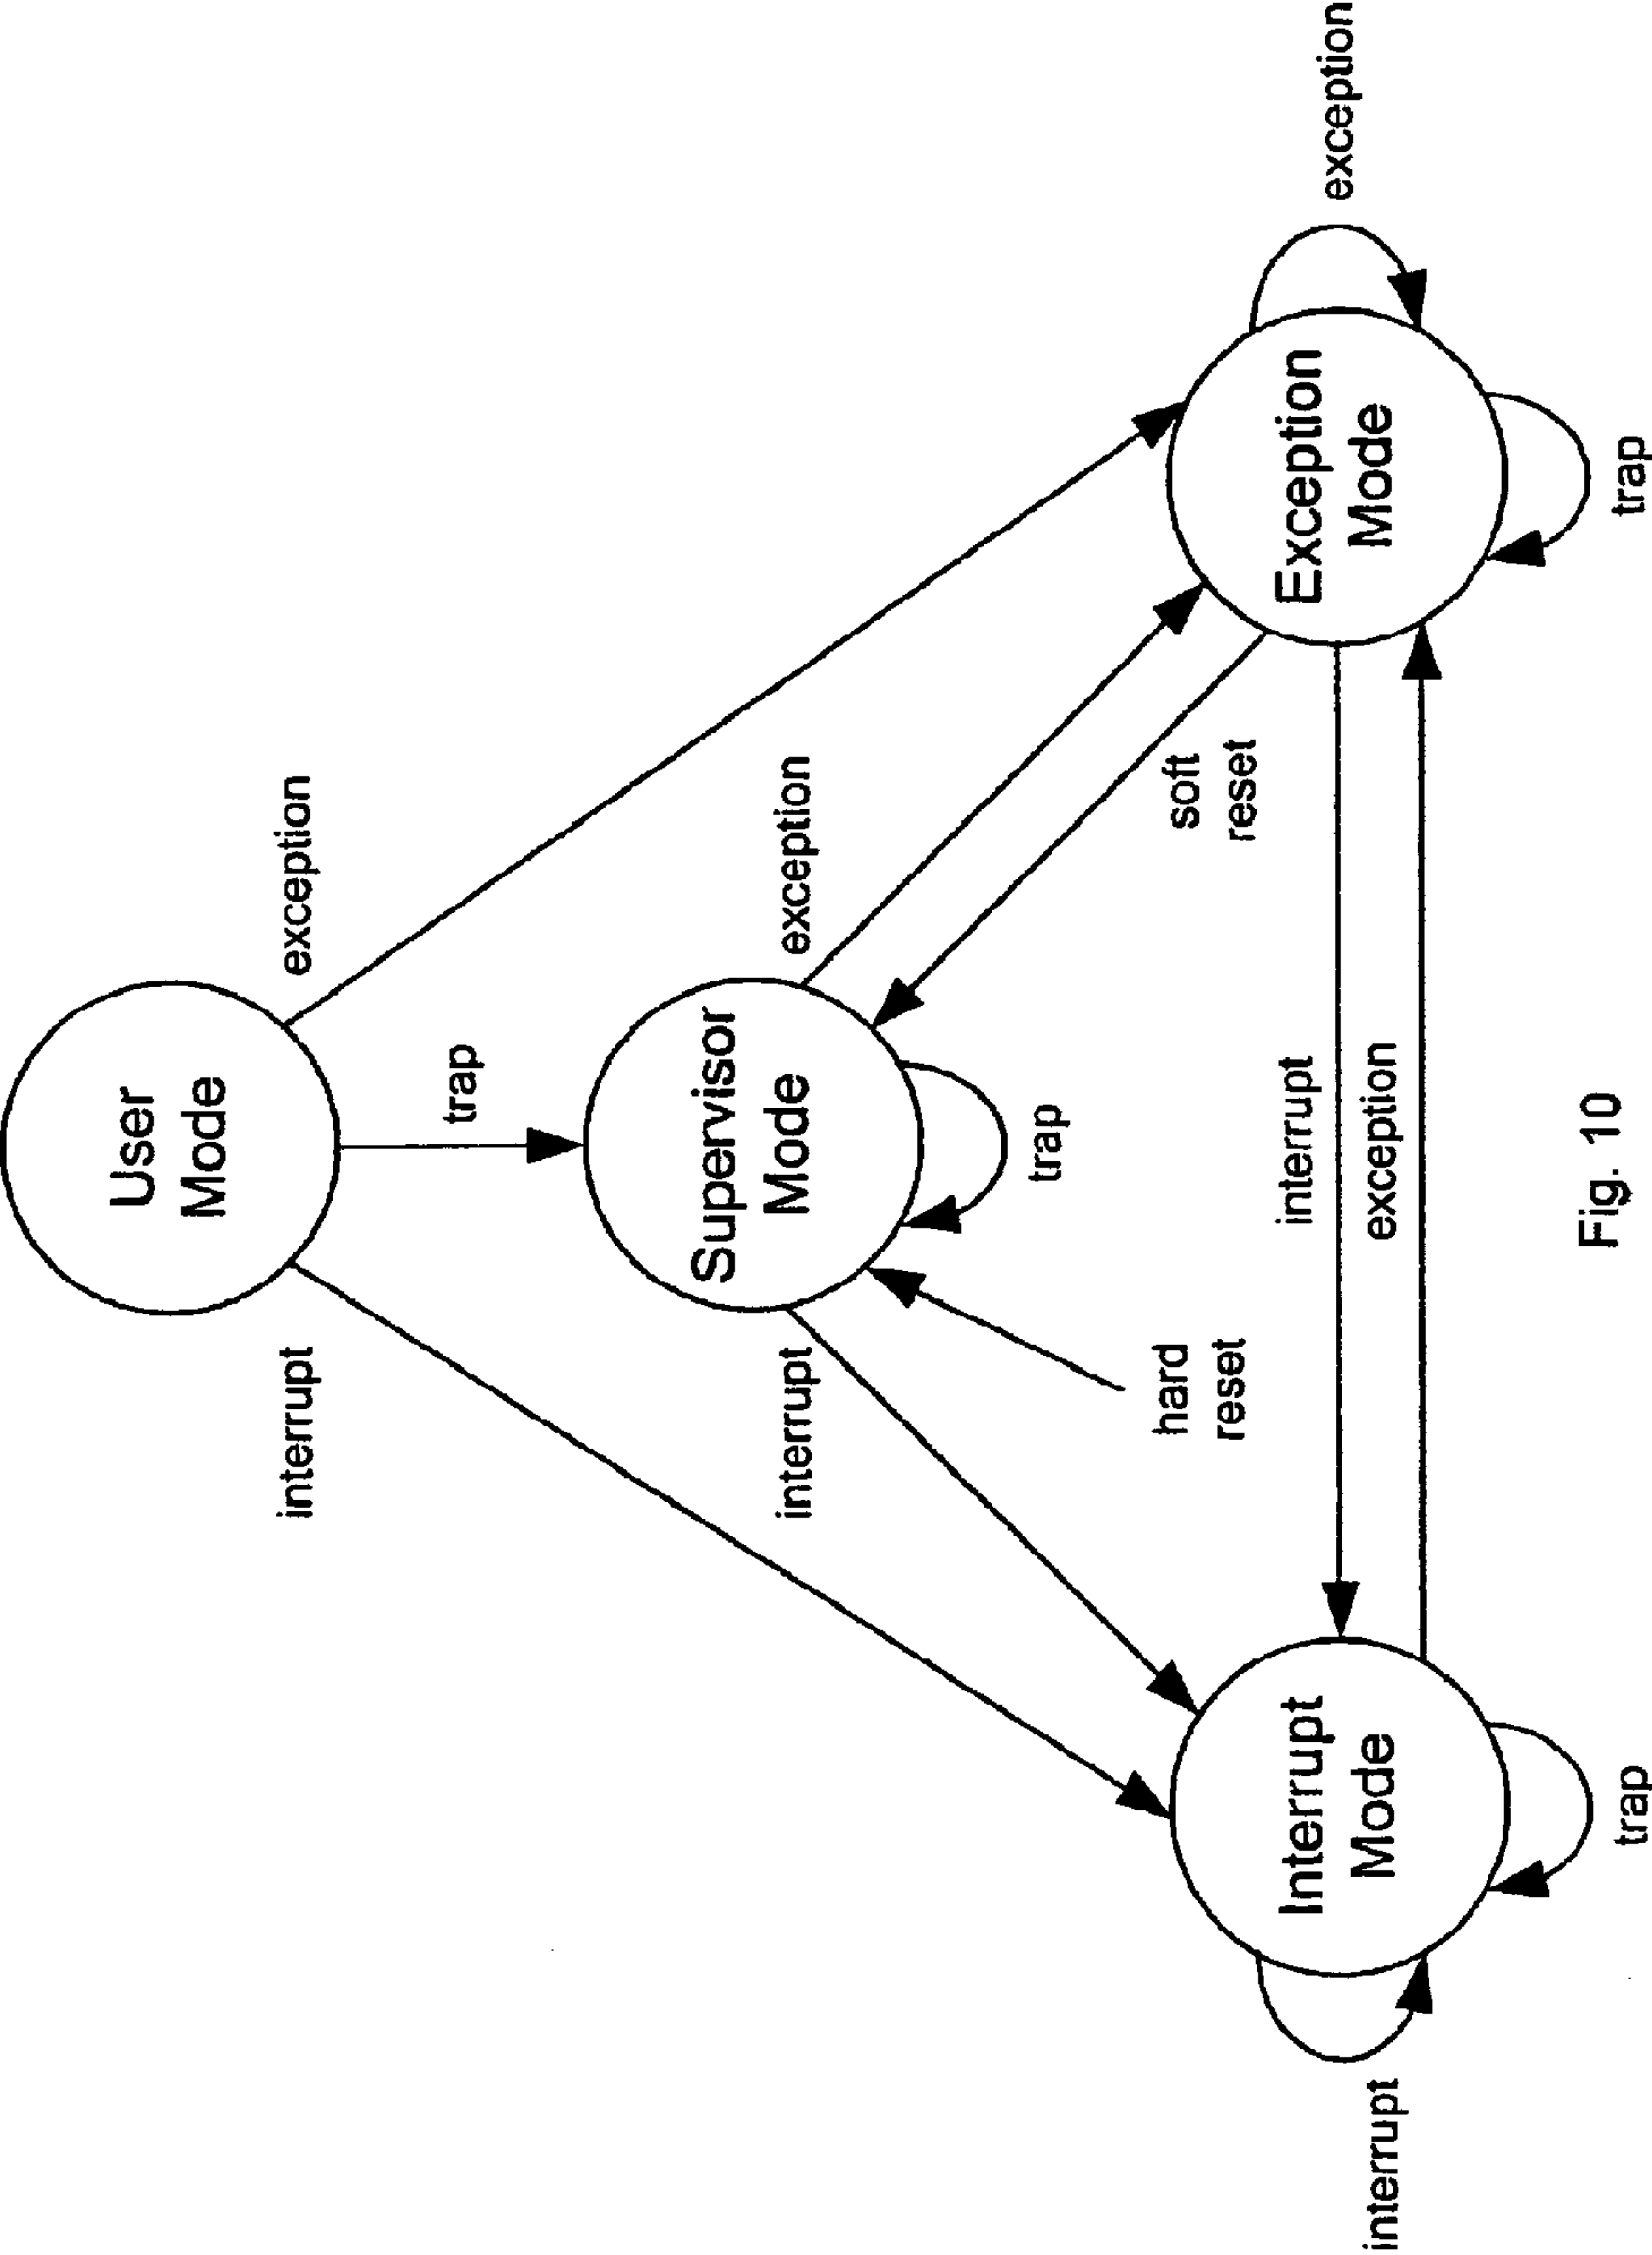 User
Mode
interrupt
exception
trap
Supervisor
Mode
interrupt
exception
trap
hard
reset
soft
reset
interrupt
exception
Interrupt
Mode
Exception
Mode
interrupt
exception
trap
trap
Fig. 10